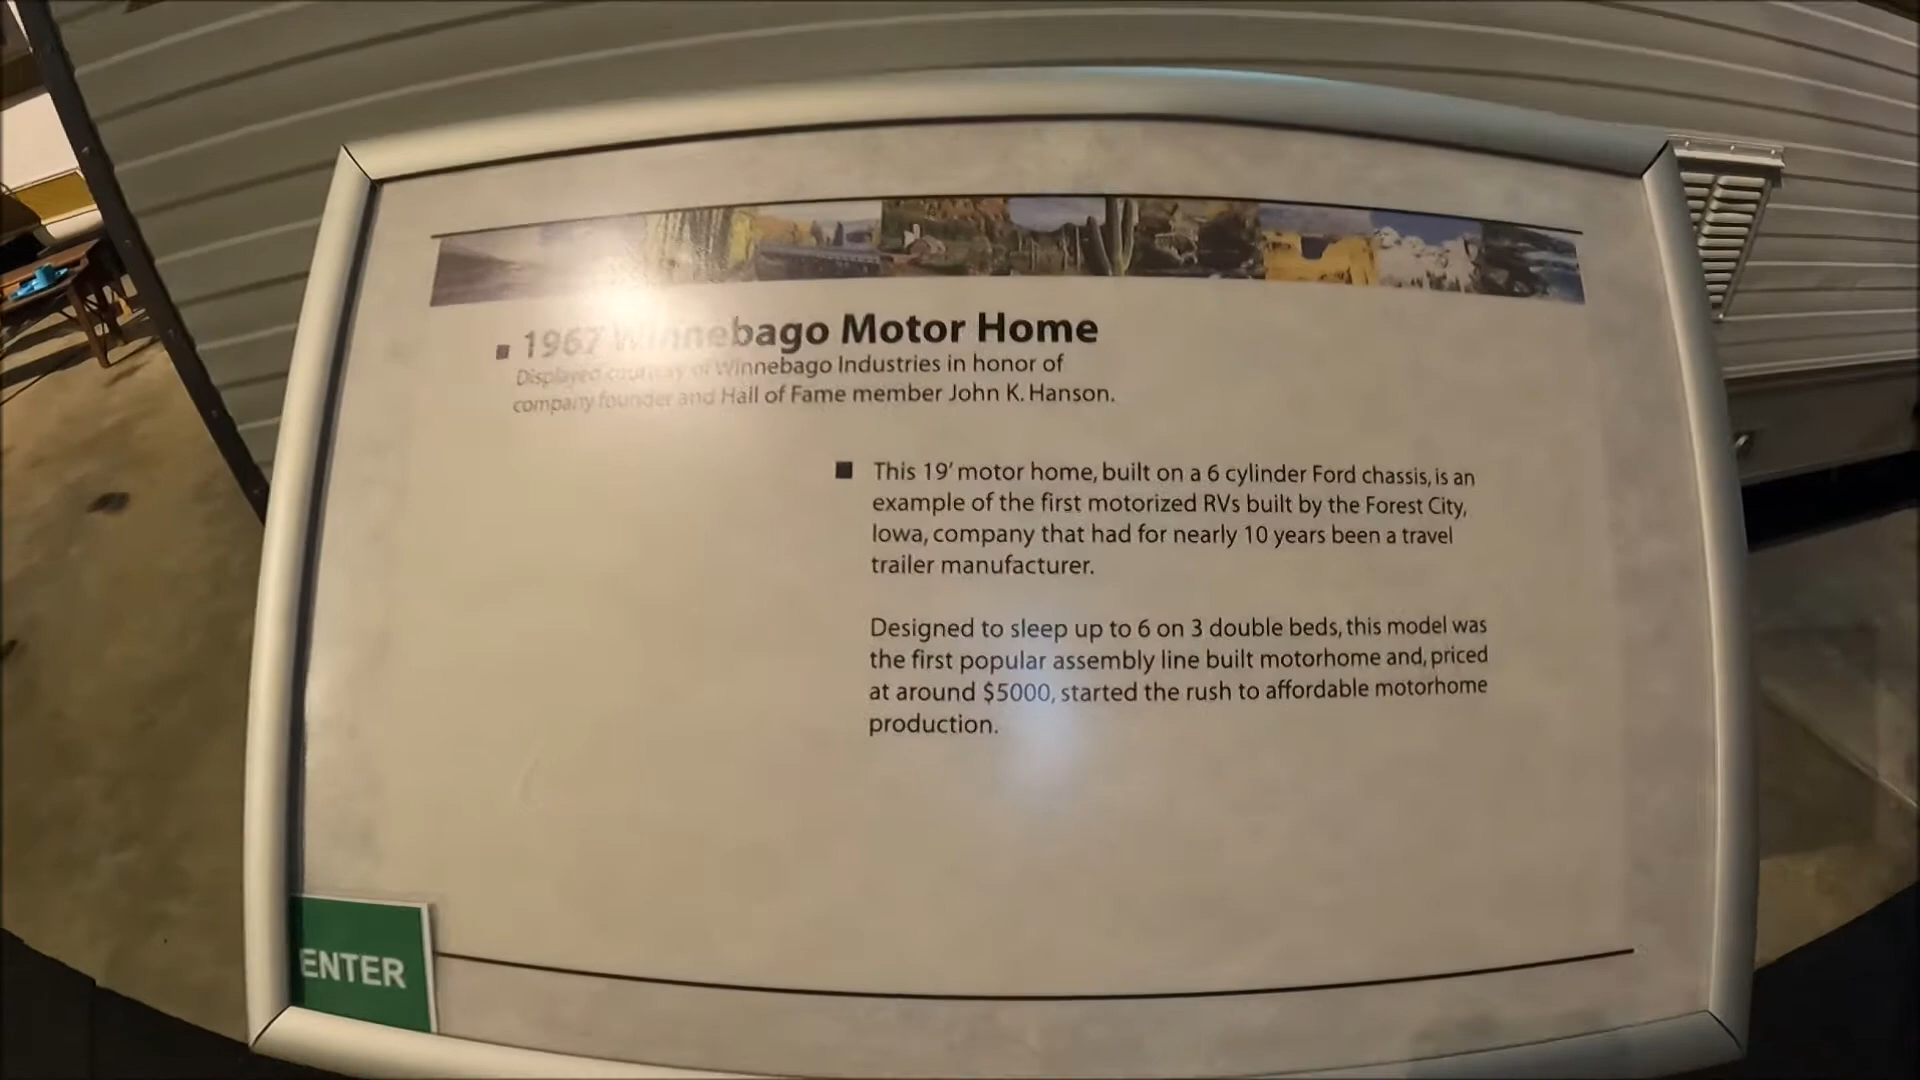 1967 Winnebago Motor Home
Displayed courtesy of Winnebago Industries in honor of
company founder and Hall of Fame member John K. Hanson.
This 19' motor home, built on a 6 cylinder Ford chassis, is an
example of the first motorized RVs built by the Forest City,
Iowa, company that had for nearly 10 years been a travel
trailer manufacturer.
Designed to sleep up to 6 on 3 double beds, this model was
the first popular assembly line built motorhome and, priced
at around $5000, started the rush to affordable motorhome
production.
ENTER